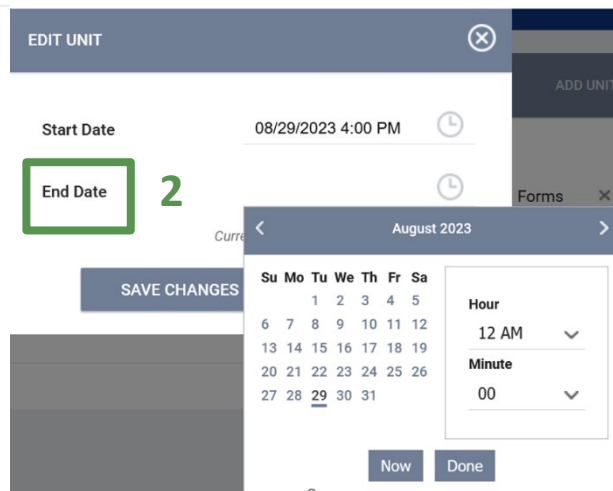 EDIT UNIT
ADD UNIT
Start Date 08/29/2023 4:00 PM
End Date 2
Forms
August 2023
SAVE CHANGES
Su Mo Tu We Th Fr Sa
1 2 3 4 5
6 7 8 9 10 11 12
13 14 15 16 17 18 19
20 21 22 23 24 25 26
27 28 29 30 31
Hour
12 AM
Minute
00
Now Done